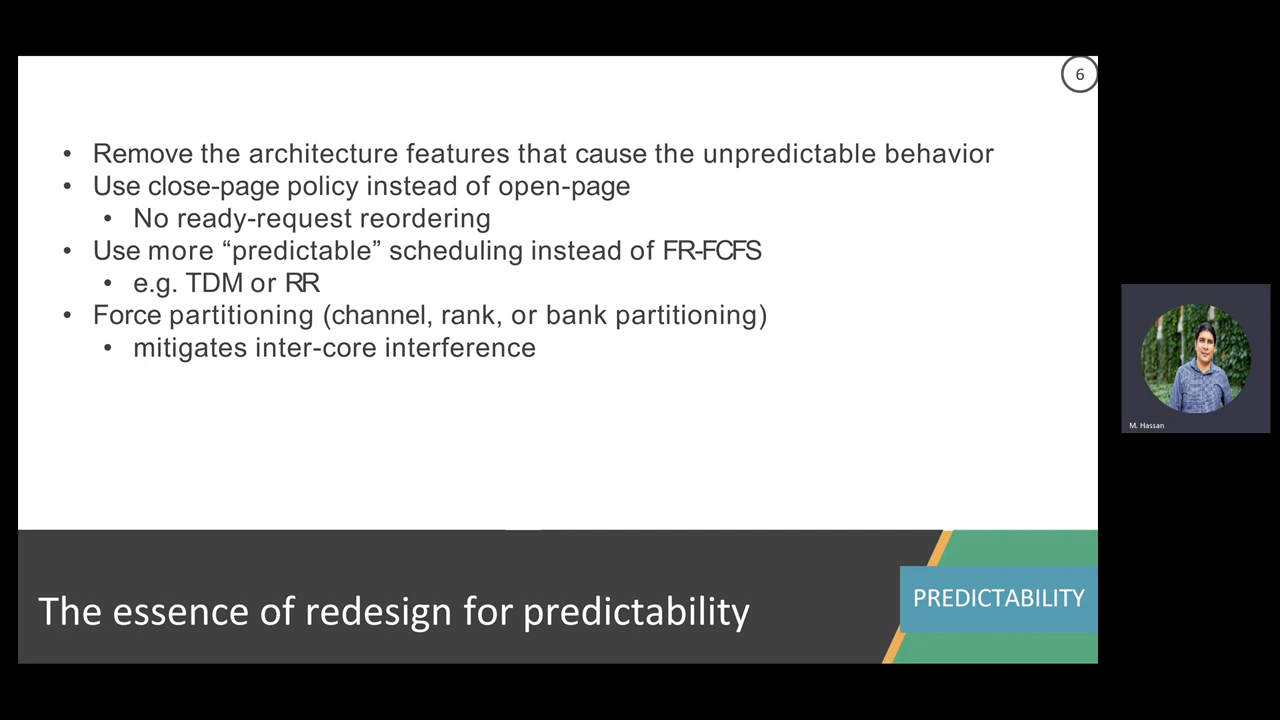 6
• Remove the architecture features that cause the unpredictable behavior
• Use close-page policy instead of open-page
• No ready-request reordering
• Use more “predictable” scheduling instead of FR-FCFS
• e.g. TDM or RR
• Force partitioning (channel, rank, or bank partitioning)
• mitigates inter-core interference
M. Hassan
The essence of redesign for predictability
PREDICTABILITY